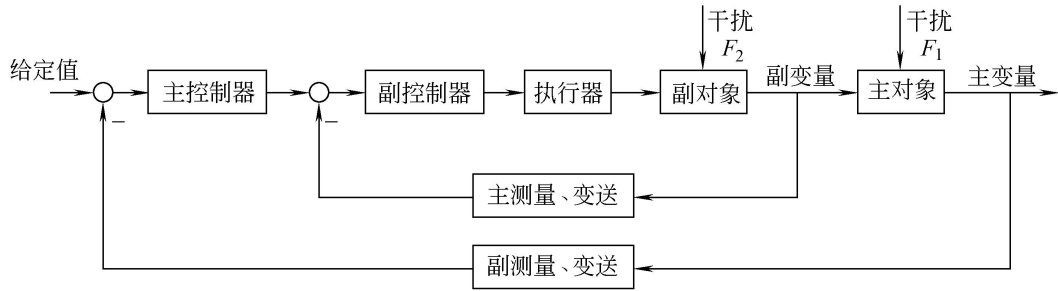 干扰
F₂
干扰
F₁
给定值
主控制器
副控制器
执行器
副对象
副变量
主对象
主变量
−
−
主测量、变送
副测量、变送